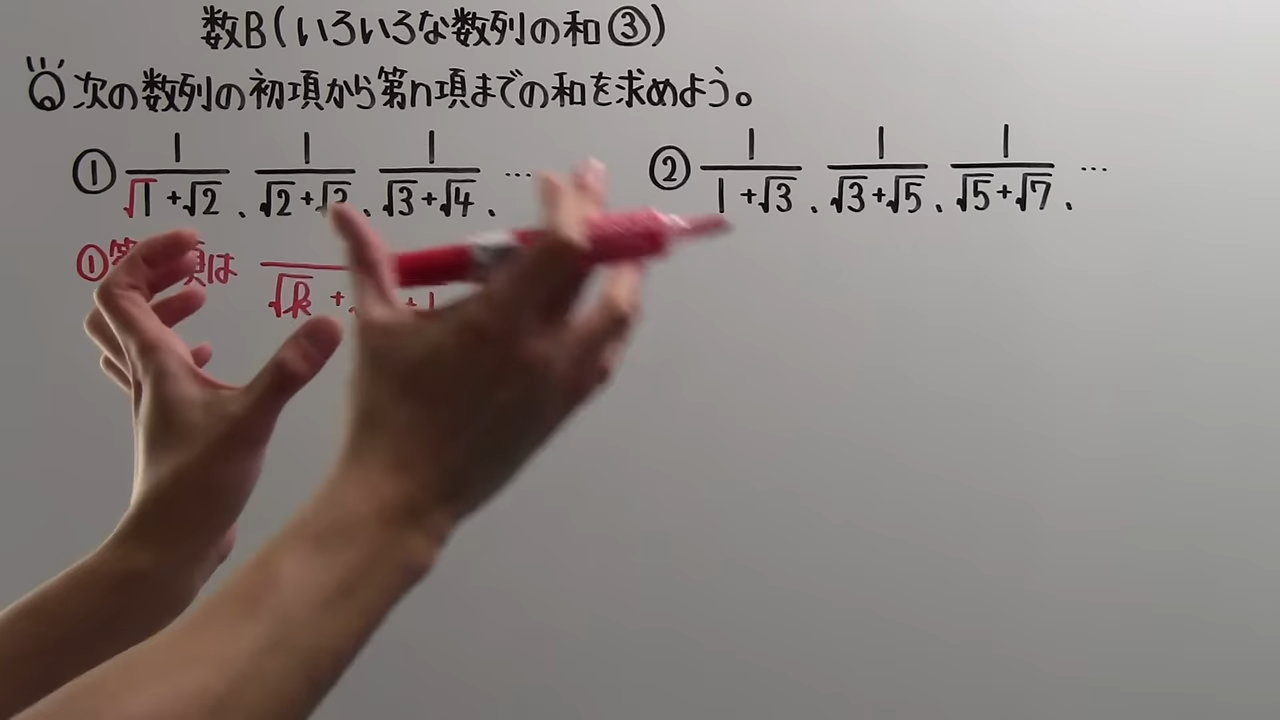 数B(いろいろな数列の和③)
次の数列の初項から第n項までの和を求めよう。
① 1/(√1+√2)、1/(√2+√3)、1/(√3+√4)、… ② 1/(1+√3)、1/(√3+√5)、1/(√5+√7)、…
①第 項は /(√k+ +1